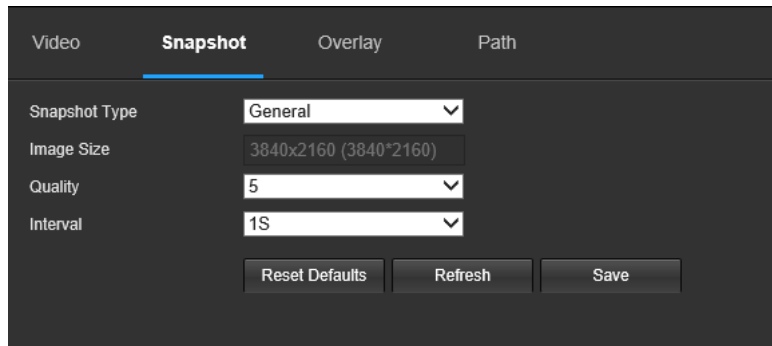 Video Snapshot Overlay Path
Snapshot Type General
Image Size 3840x2160 (3840*2160)
Quality 5
Interval 1S
Reset Defaults Refresh Save